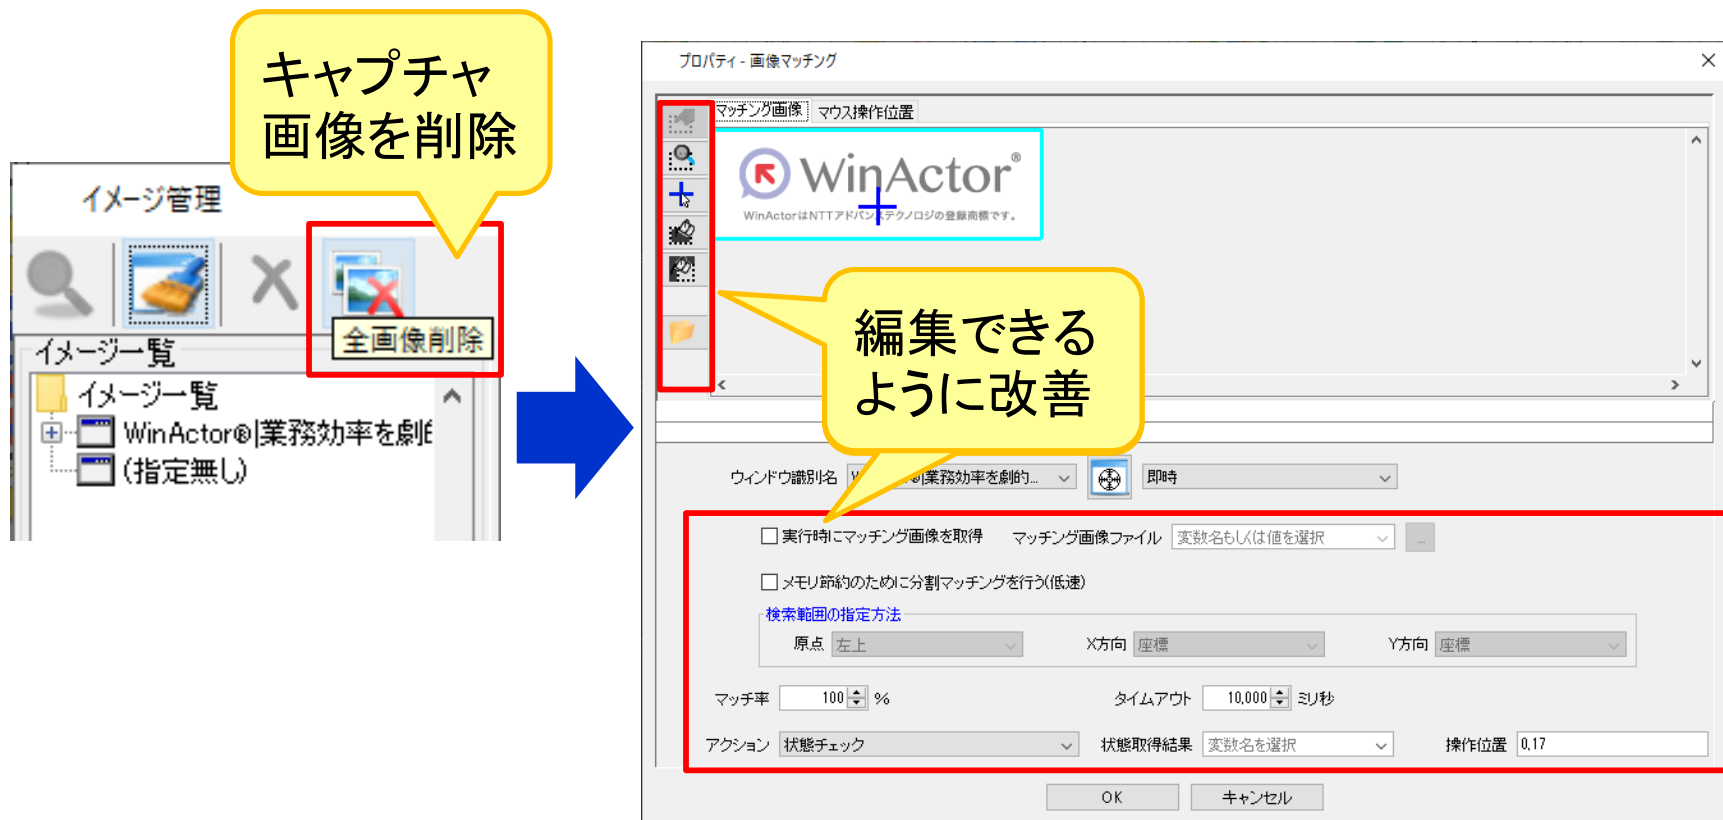 キャプチャ
画像を削除
イメージ管理
全画像削除
イメージ一覧
イメージ一覧
WinActor®|業務効率を劇
(指定無し)
プロパティ - 画像マッチング
マッチング画像 マウス操作位置
WinActor®
WinActorはNTTアドバンステクノロジの登録商標です。
編集できる
ように改善
ウィンドウ識別名 業務効率を劇的... 即時
実行時にマッチング画像を取得 マッチング画像ファイル 変数名もしくは値を選択 ...
メモリ節約のために分割マッチングを行う(低速)
検索範囲の指定方法
原点 左上 X方向 座標 Y方向 座標
マッチ率 100 % タイムアウト 10,000 ミリ秒
アクション 状態チェック 状態取得結果 変数名を選択 操作位置 0,17
OK キャンセル